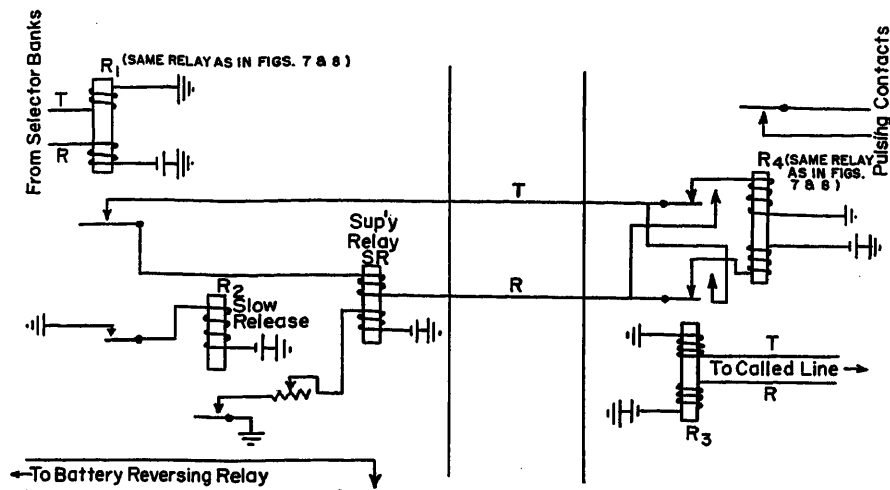 From Selector Banks
R1 (SAME RELAY AS IN FIGS. 7 & 8)
T
R
T
Sup'y
Relay
SR
R2
Slow
Release
R
Pulsing Contacts
R4 (SAME RELAY
AS IN FIGS.
7 & 8)
T
To Called Line →
R
R3
←To Battery Reversing Relay